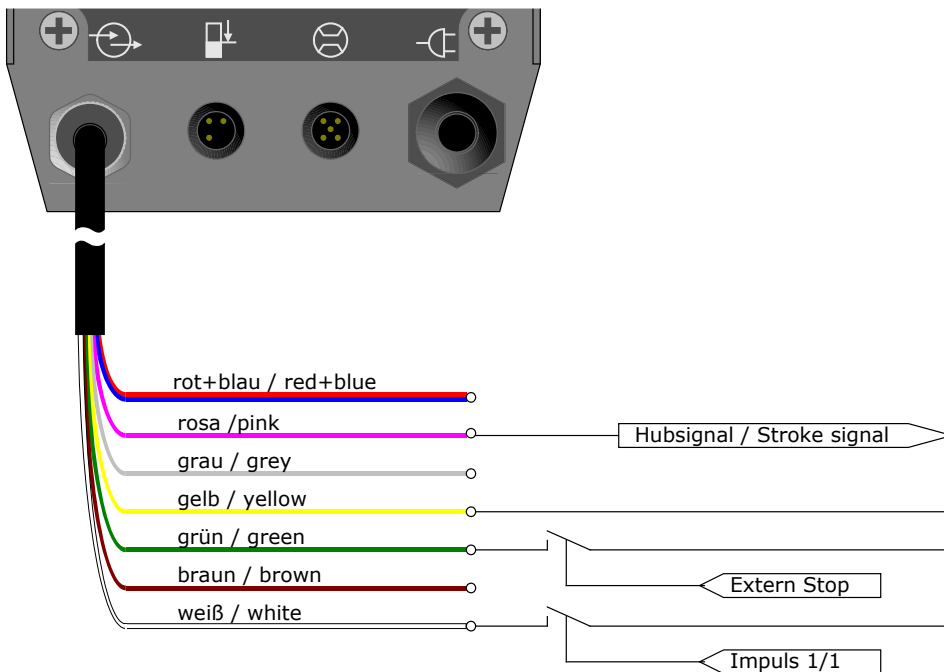 rot+blau / red+blue
rosa /pink
Hubsignal / Stroke signal
grau / grey
gelb / yellow
grün / green
Extern Stop
braun / brown
weiß / white
Impuls 1/1